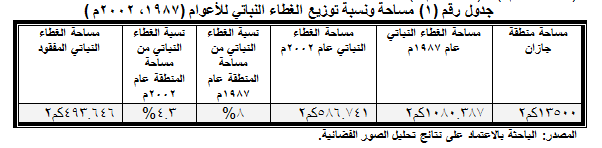 جدول رقم (١) مساحة ونسبة توزيع الغطاء النباتي للأعوام (١٩٨٧، ٢٠٠٢م)
مساحة منطقة جازان
مساحة الغطاء النباتي عام ١٩٨٧م
مساحة الغطاء النباتي عام ٢٠٠٢م
نسبة الغطاء النباتي من مساحة المنطقة عام ١٩٨٧م
نسبة الغطاء النباتي من مساحة المنطقة عام ٢٠٠٢م
مساحة الغطاء النباتي المفقود
١٣٥٠٠كم٢
١٠٨٠.٣٨٧كم٢
٥٨٦.٧٤١كم٢
٨%
٤.٣%
٤٩٣.٦٤٦كم٢
المصدر: الباحثة بالاعتماد على نتائج تحليل الصور الفضائية.